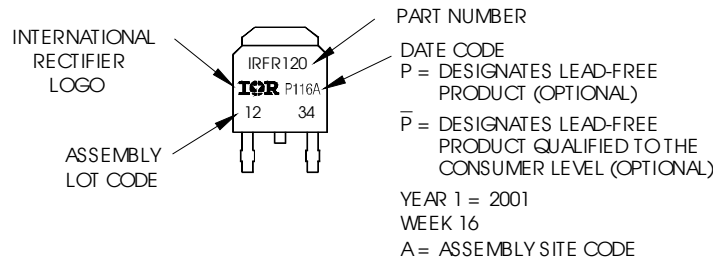 INTERNATIONAL
RECTIFIER
LOGO
ASSEMBLY
LOT CODE
IRFR120
IOR P116A
12 34
PART NUMBER
DATE CODE
P = DESIGNATES LEAD-FREE
PRODUCT (OPTIONAL)
P̅ = DESIGNATES LEAD-FREE
PRODUCT QUALIFIED TO THE
CONSUMER LEVEL (OPTIONAL)
YEAR 1 = 2001
WEEK 16
A = ASSEMBLY SITE CODE